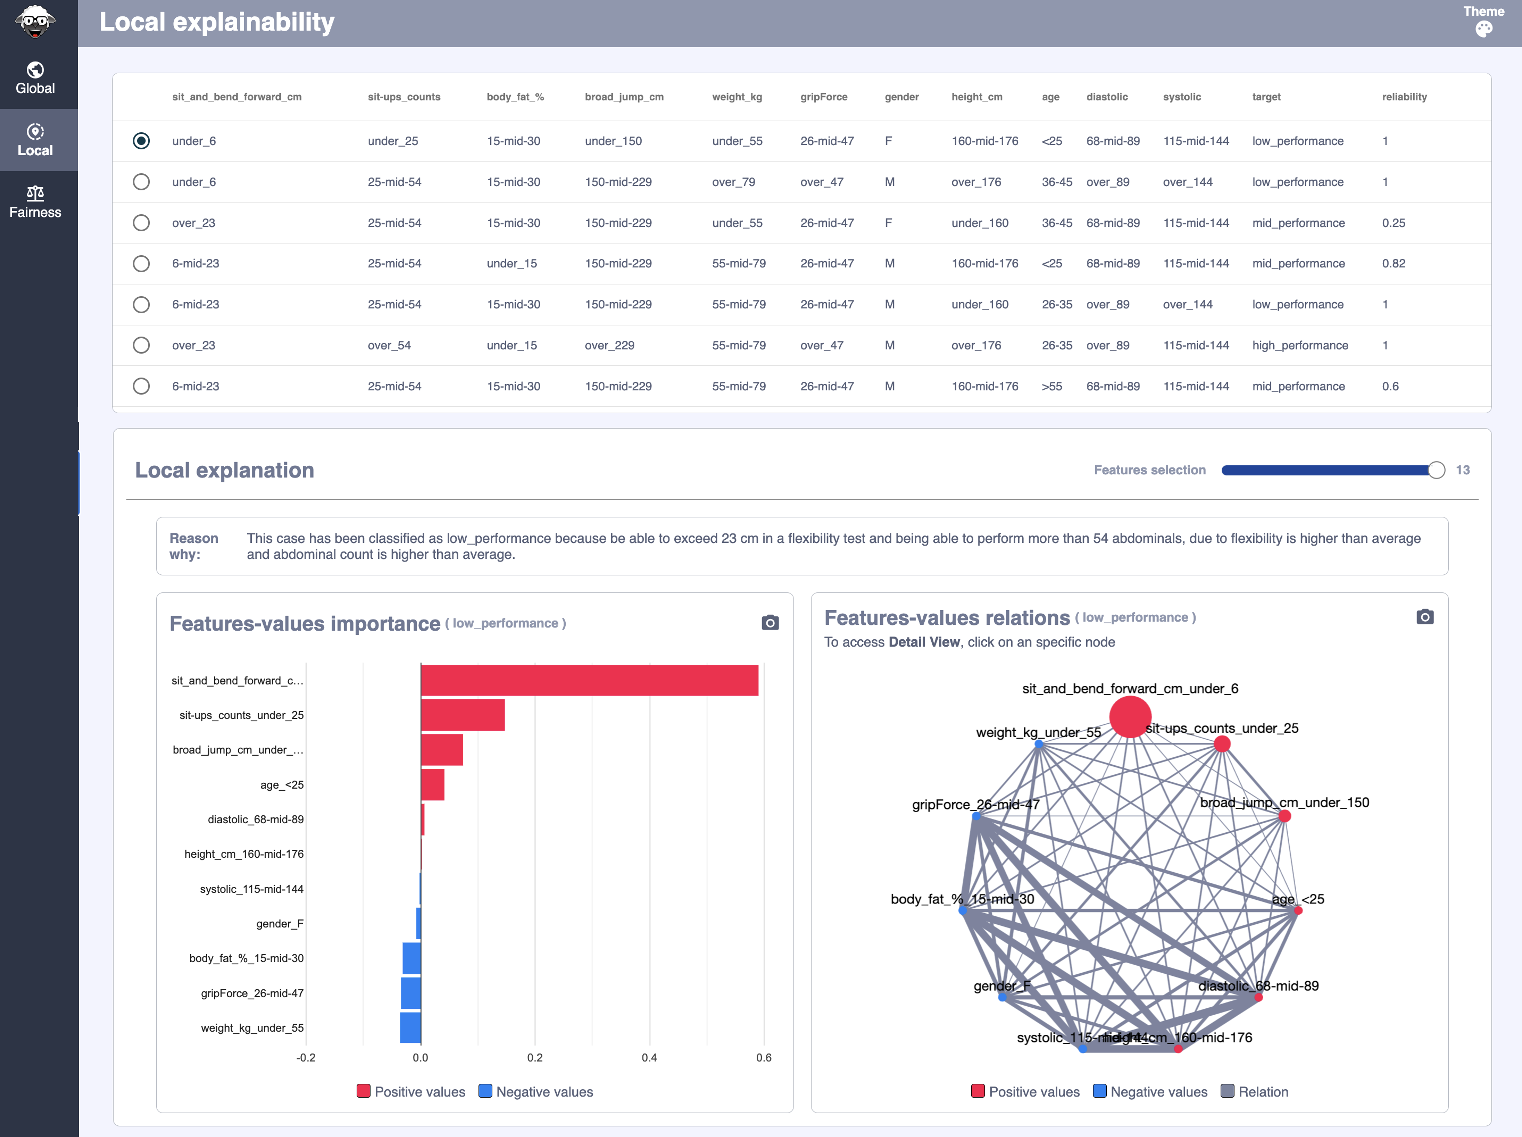 Local explainability
Theme
Global
Local
Fairness
sit_and_bend_forward_cm sit-ups_counts body_fat_% broad_jump_cm weight_kg gripForce gender height_cm age diastolic systolic target reliability
under_6 under_25 15-mid-30 under_150 under_55 26-mid-47 F 160-mid-176 <25 68-mid-89 115-mid-144 low_performance 1
under_6 25-mid-54 15-mid-30 150-mid-229 over_79 over_47 M over_176 36-45 over_89 over_144 low_performance 1
over_23 25-mid-54 15-mid-30 150-mid-229 under_55 26-mid-47 F under_160 36-45 68-mid-89 115-mid-144 mid_performance 0.25
6-mid-23 25-mid-54 under_15 150-mid-229 55-mid-79 26-mid-47 M 160-mid-176 <25 68-mid-89 115-mid-144 mid_performance 0.82
6-mid-23 25-mid-54 15-mid-30 150-mid-229 55-mid-79 26-mid-47 M under_160 26-35 over_89 over_144 low_performance 1
over_23 over_54 under_15 over_229 55-mid-79 over_47 M over_176 26-35 over_89 115-mid-144 high_performance 1
6-mid-23 25-mid-54 15-mid-30 150-mid-229 55-mid-79 26-mid-47 M 160-mid-176 >55 68-mid-89 115-mid-144 mid_performance 0.6
Local explanation
Features selection 13
Reason why:
This case has been classified as low_performance because be able to exceed 23 cm in a flexibility test and being able to perform more than 54 abdominals, due to flexibility is higher than average
and abdominal count is higher than average.
Features-values importance ( low_performance )
sit_and_bend_forward_c...
sit-ups_counts_under_25
broad_jump_cm_under_...
age_<25
diastolic_68-mid-89
height_cm_160-mid-176
systolic_115-mid-144
gender_F
body_fat_%_15-mid-30
gripForce_26-mid-47
weight_kg_under_55
-0.2 0.0 0.2 0.4 0.6
Positive values Negative values
Features-values relations ( low_performance )
To access Detail View, click on an specific node
sit_and_bend_forward_cm_under_6
sit-ups_counts_under_25
weight_kg_under_55
broad_jump_cm_under_150
gripForce_26-mid-47
body_fat_%_15-mid-30
age_<25
gender_F
diastolic_68-mid-89
systolic_115-mid-144
height_cm_160-mid-176
Positive values Negative values Relation